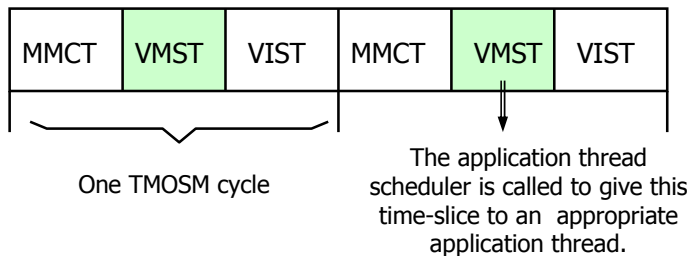 MMCT VMST VIST MMCT VMST VIST
One TMOSM cycle
The application thread
scheduler is called to give this
time-slice to an appropriate
application thread.